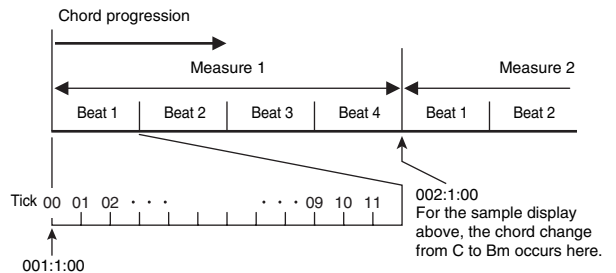 Chord progression
Measure 1
Measure 2
Beat 1
Beat 2
Beat 3
Beat 4
Beat 1
Beat 2
Tick 00 01 02 · · · · · · 09 10 11
001:1:00
002:1:00
For the sample display
above, the chord change
from C to Bm occurs here.